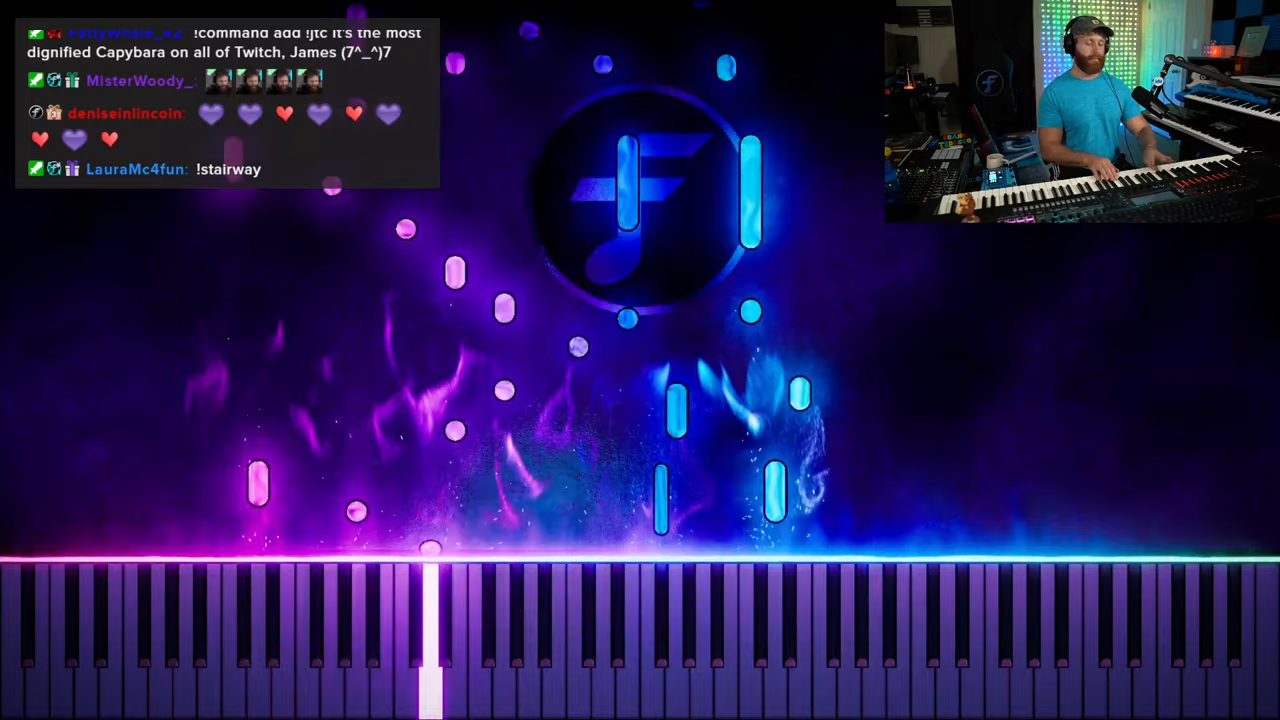 FattyWhale_42: !command add !jtc it's the most
dignified Capybara on all of Twitch, James (7^_^)7
MisterWoody_:
deniseinlincoln:
LauraMc4fun: !stairway